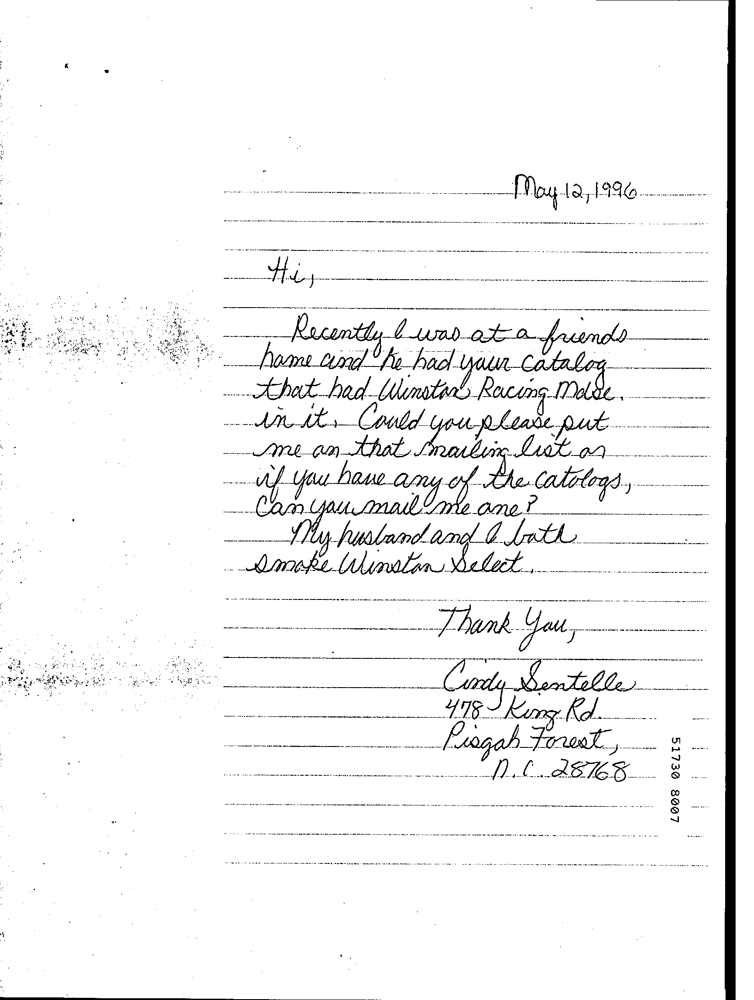 May 12, 1996
Hi,
Recently I was at a friends
home and he had your catalog
that had Winston Racing Mdse.
in it. Could you please put
me on that mailing list or
if you have any of the catologs,
Can you mail me one?
My husband and I both
smoke Winston Select.
Thank You,
Cindy Sentelle
478 King Rd.
Pisgah Forest,
N.C. 28768
51730 8007